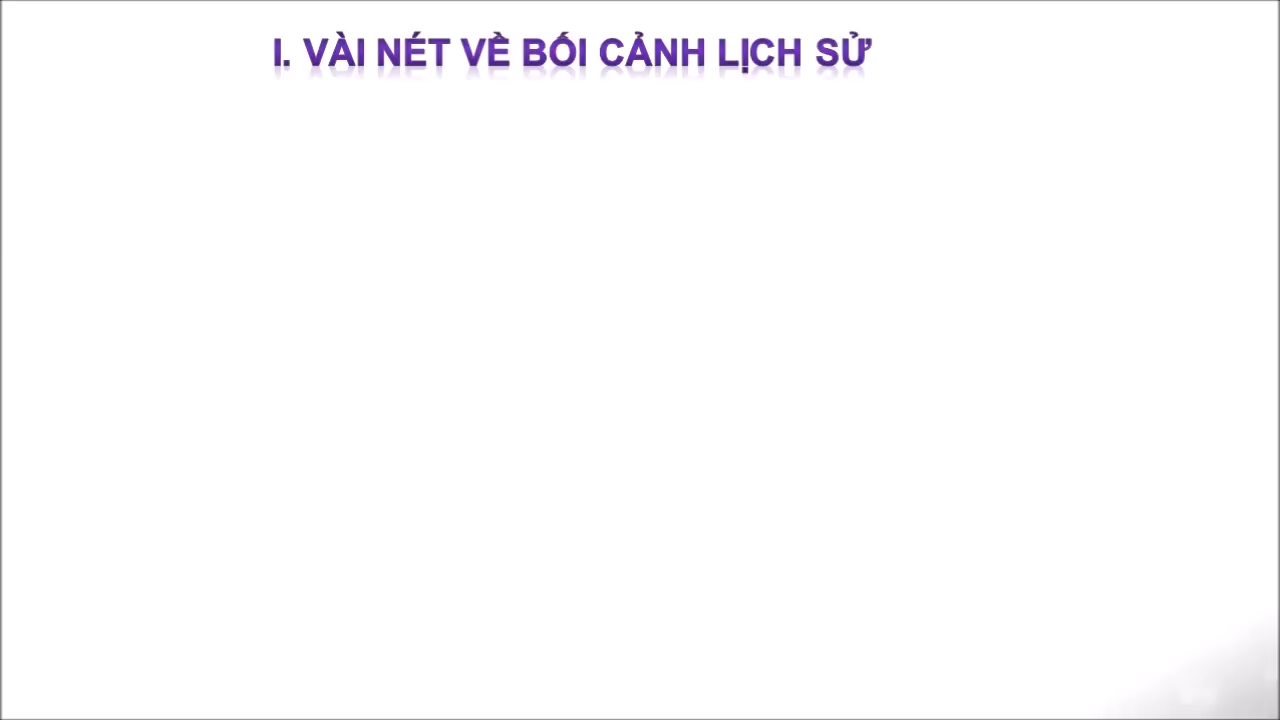 I. VÀI NÉT VỀ BỐI CẢNH LỊCH SỬ